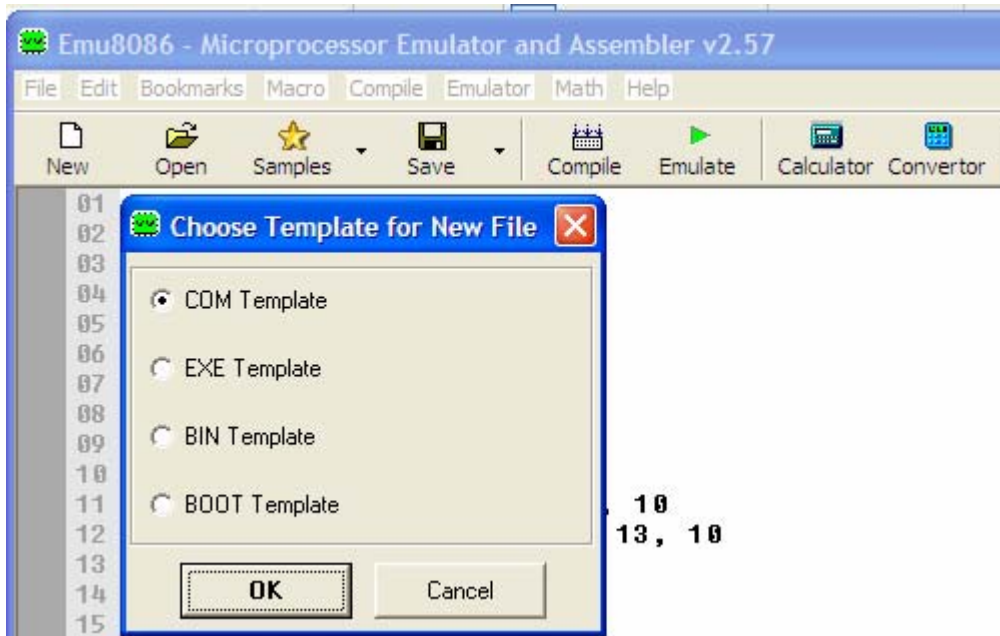 Emu8086 - Microprocessor Emulator and Assembler v2.57
File Edit Bookmarks Macro Compile Emulator Math Help
New Open Samples Save Compile Emulate Calculator Convertor
01
02
03
04
05
06
07
08
09
10
11 , 10
12 13, 10
13
14
15
Choose Template for New File
COM Template
EXE Template
BIN Template
BOOT Template
OK Cancel